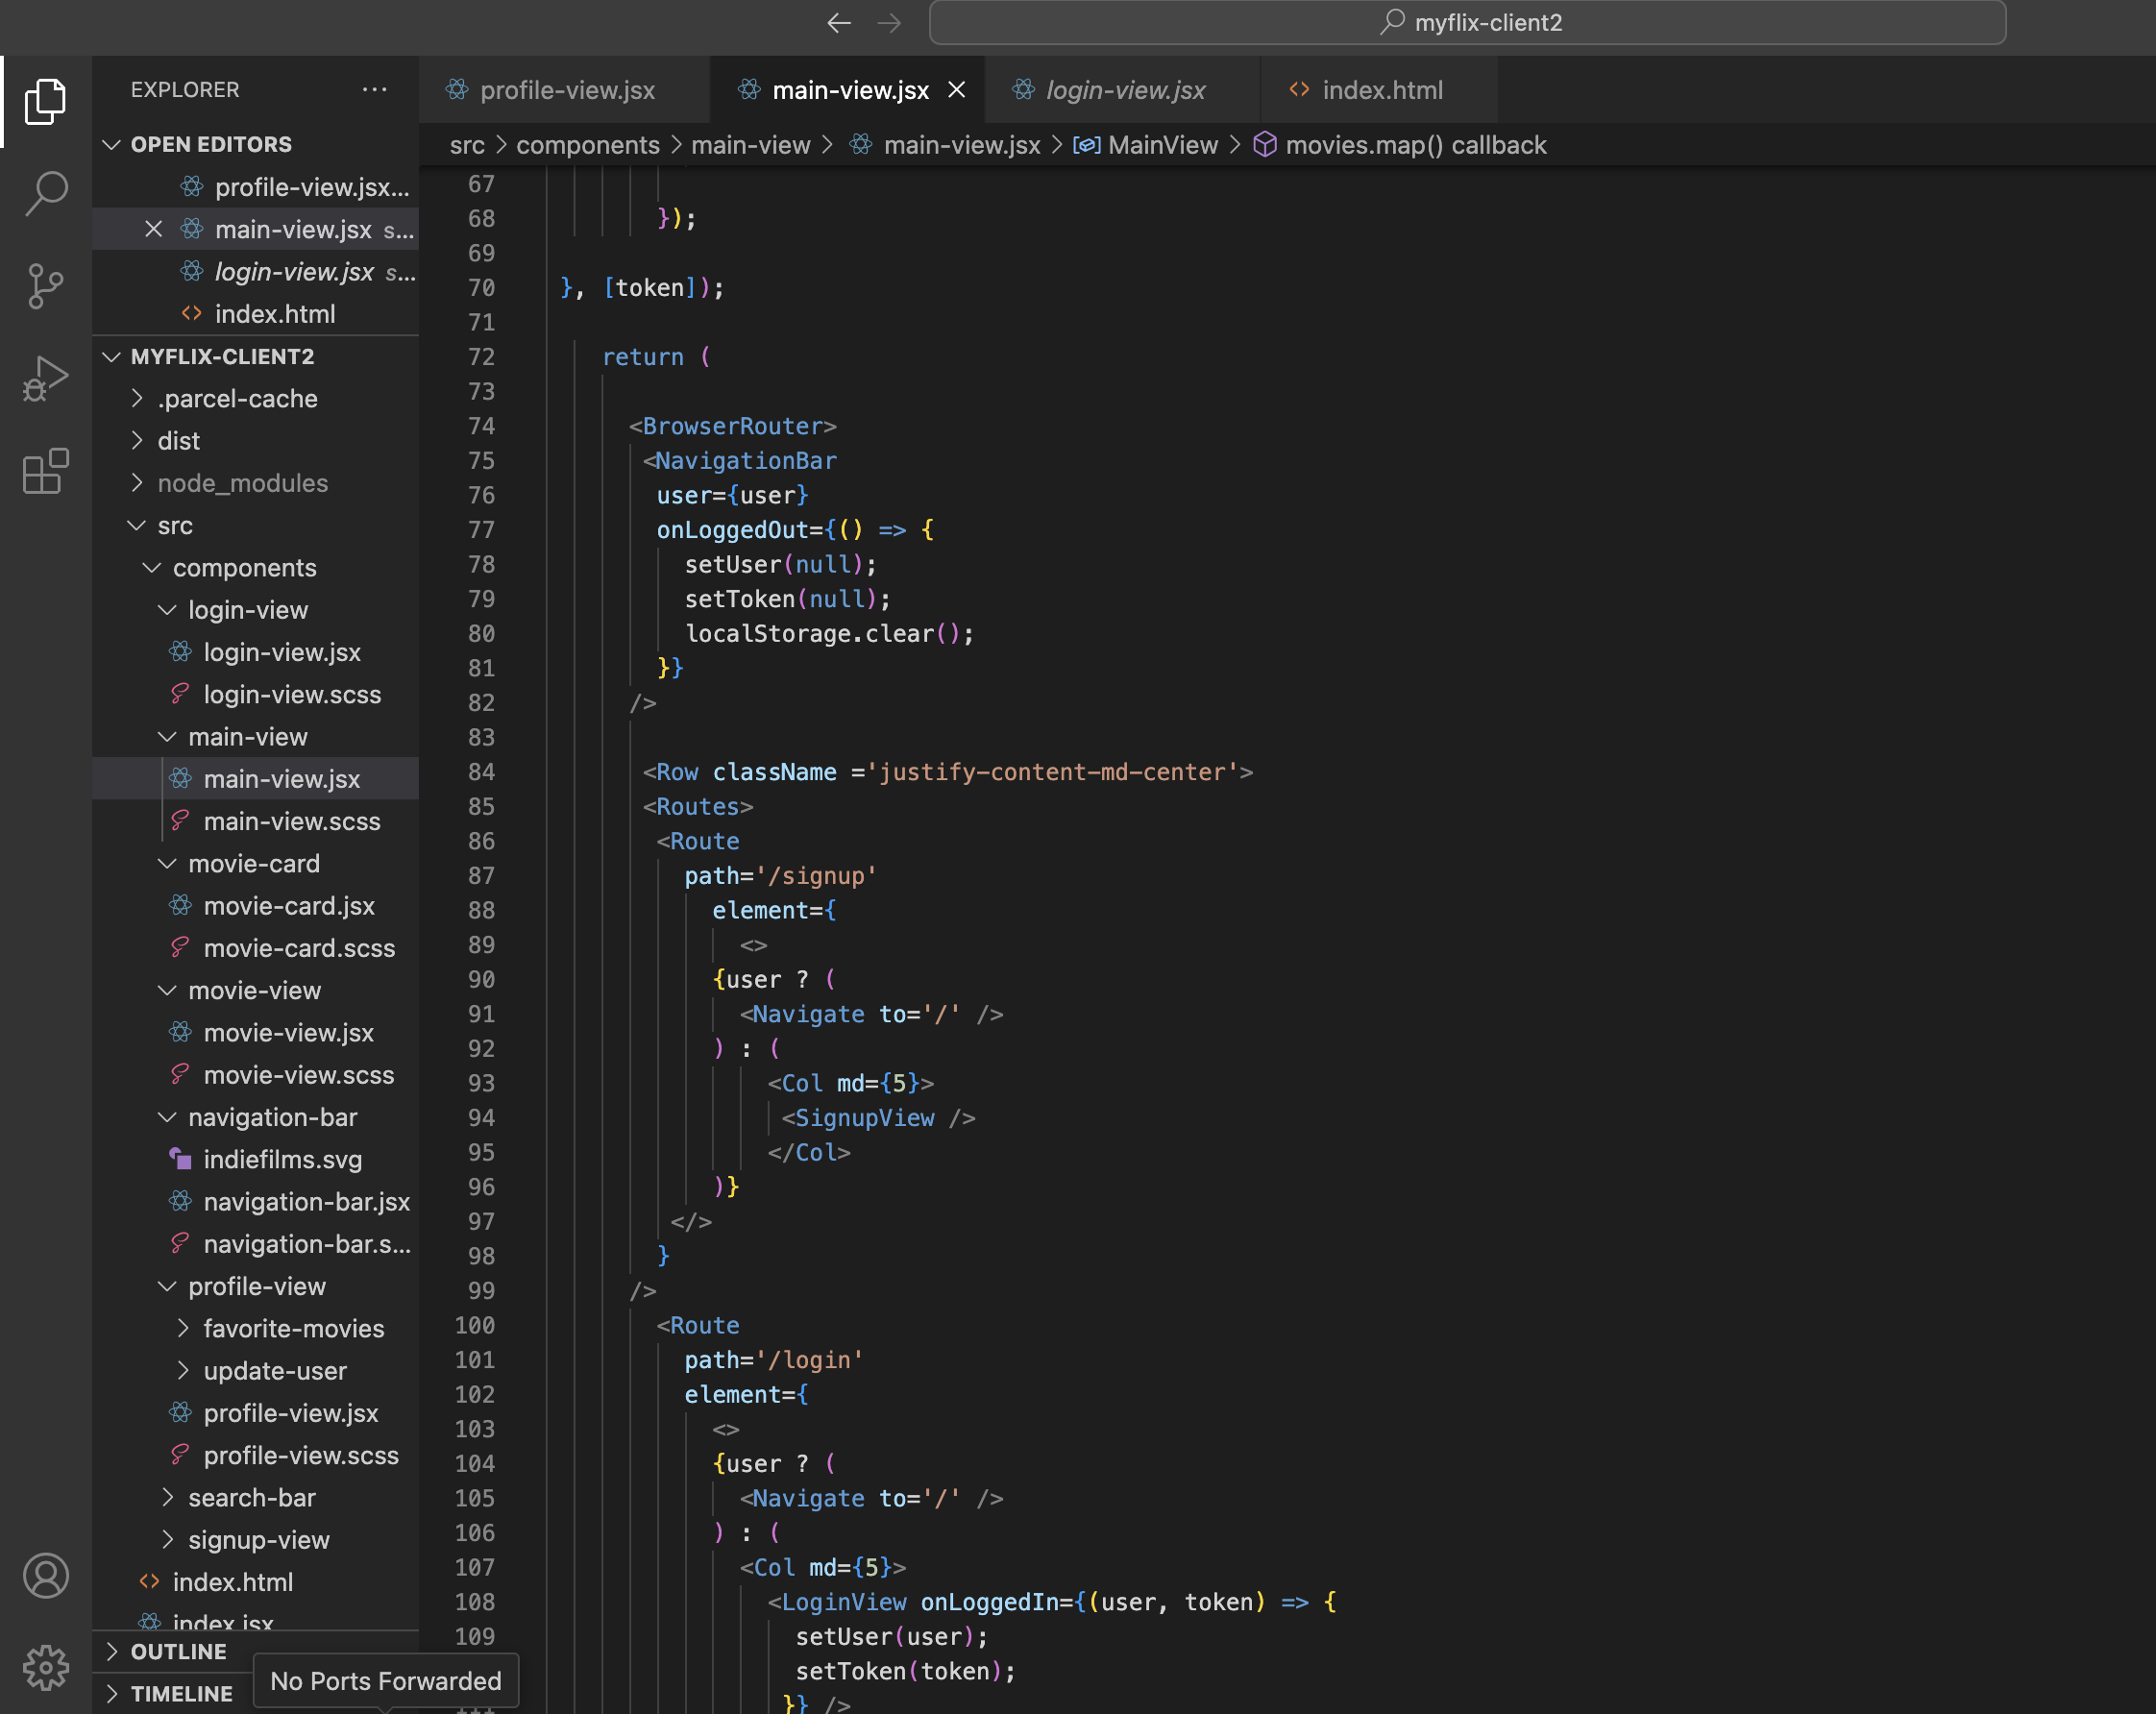 myflix-client2
EXPLORER
profile-view.jsx
main-view.jsx
login-view.jsx
index.html
OPEN EDITORS
profile-view.jsx...
main-view.jsx s...
login-view.jsx s...
index.html
MYFLIX-CLIENT2
.parcel-cache
dist
node_modules
src
components
login-view
login-view.jsx
login-view.scss
main-view
main-view.jsx
main-view.scss
movie-card
movie-card.jsx
movie-card.scss
movie-view
movie-view.jsx
movie-view.scss
navigation-bar
indiefilms.svg
navigation-bar.jsx
navigation-bar.s...
profile-view
favorite-movies
update-user
profile-view.jsx
profile-view.scss
search-bar
signup-view
index.html
index.jsx
OUTLINE
TIMELINE
No Ports Forwarded
src > components > main-view > main-view.jsx > MainView > movies.map() callback
67
68 });
69
70 }, [token]);
71
72 return (
73
74 <BrowserRouter>
75 <NavigationBar
76 user={user}
77 onLoggedOut={() => {
78 setUser(null);
79 setToken(null);
80 localStorage.clear();
81 }}
82 />
83
84 <Row className ='justify-content-md-center'>
85 <Routes>
86 <Route
87 path='/signup'
88 element={
89 <>
90 {user ? (
91 <Navigate to='/' />
92 ) : (
93 <Col md={5}>
94 <SignupView />
95 </Col>
96 )}
97 </>
98 }
99 />
100 <Route
101 path='/login'
102 element={
103 <>
104 {user ? (
105 <Navigate to='/' />
106 ) : (
107 <Col md={5}>
108 <LoginView onLoggedIn={(user, token) => {
109 setUser(user);
setToken(token);
}} />